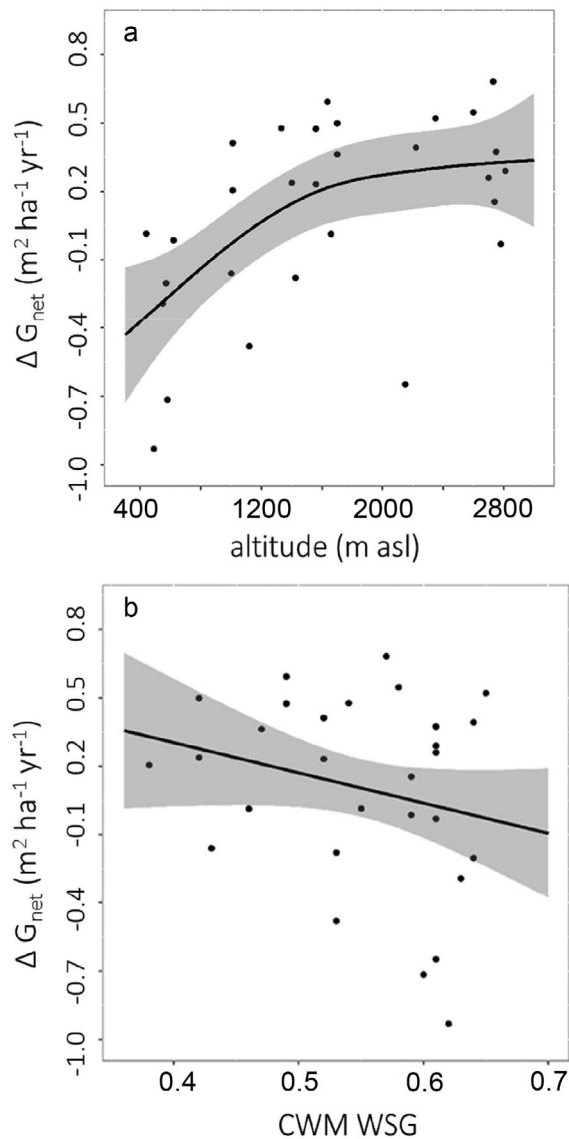 a
Δ G_net (m² ha⁻¹ yr⁻¹)
0.8
0.5
0.2
-0.1
-0.4
-0.7
-1.0
400 1200 2000 2800
altitude (m asl)
b
Δ G_net (m² ha⁻¹ yr⁻¹)
0.8
0.5
0.2
-0.1
-0.4
-0.7
-1.0
0.4 0.5 0.6 0.7
CWM WSG